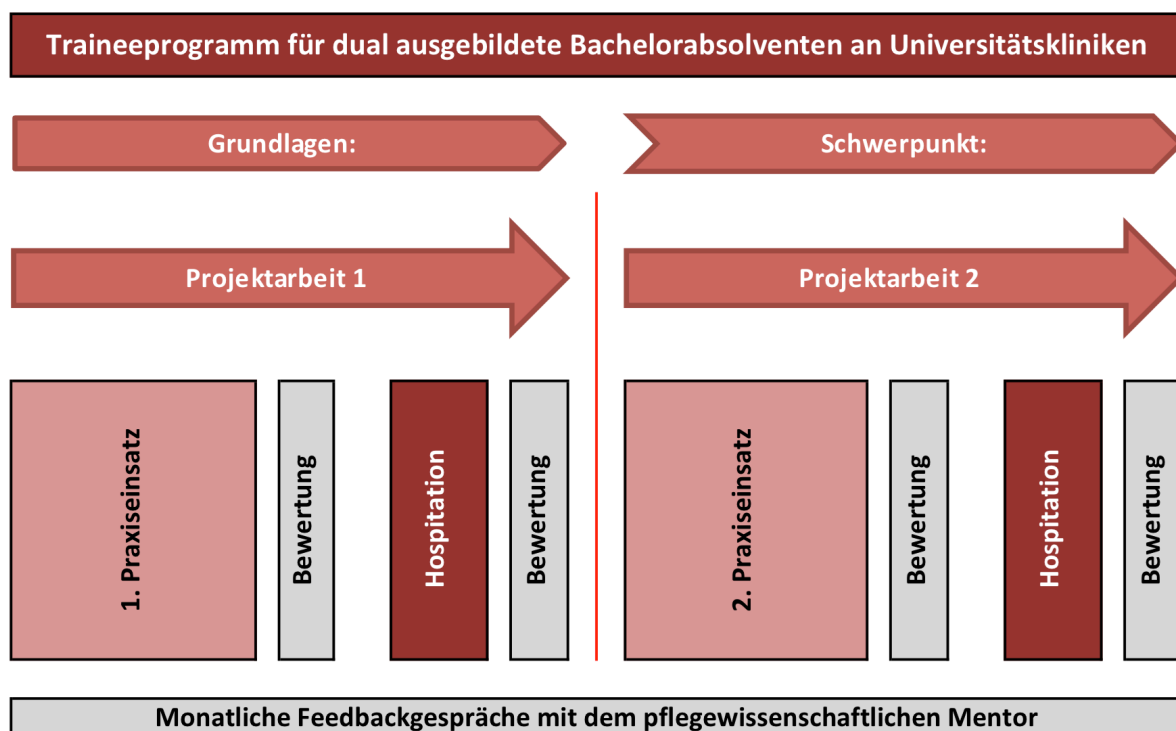 Traineeprogramm für dual ausgebildete Bachelorabsolventen an Universitätskliniken
Grundlagen:
Schwerpunkt:
Projektarbeit 1
Projektarbeit 2
1. Praxiseinsatz
Bewertung
Hospitation
Bewertung
2. Praxiseinsatz
Bewertung
Hospitation
Bewertung
Monatliche Feedbackgespräche mit dem pflegewissenschaftlichen Mentor